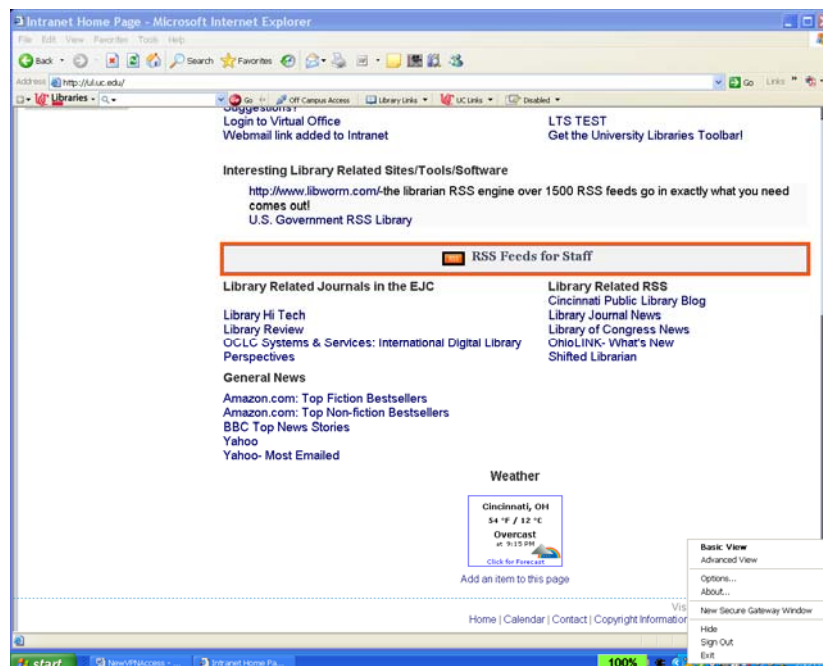 Intranet Home Page - Microsoft Internet Explorer
File Edit View Favorites Tools Help
Back Search Favorites
Address http://ul.uc.edu/ Go Links »
UC Libraries Go Off Campus Access Library Links UC Links Disabled
Suggestions?
Login to Virtual Office LTS TEST
Webmail link added to Intranet Get the University Libraries Toolbar!
Interesting Library Related Sites/Tools/Software
http://www.libworm.com/-the librarian RSS engine over 1500 RSS feeds go in exactly what you need
comes out!
U.S. Government RSS Library
RSS RSS Feeds for Staff
Library Related Journals in the EJC Library Related RSS
Cincinnati Public Library Blog
Library Hi Tech Library Journal News
Library Review Library of Congress News
OCLC Systems & Services: International Digital Library OhioLINK- What's New
Perspectives Shifted Librarian
General News
Amazon.com: Top Fiction Bestsellers
Amazon.com: Top Non-fiction Bestsellers
BBC Top News Stories
Yahoo
Yahoo- Most Emailed
Weather
Cincinnati, OH
54 °F / 12 °C
Overcast
at 9:15 PM
Click for Forecast
Add an item to this page
Basic View
Advanced View
Options...
About...
New Secure Gateway Window
Hide
Sign Out
Exit
Vis
Home | Calendar | Contact | Copyright Information
start NewVPNAccess - ... Intranet Home Pa... 100%